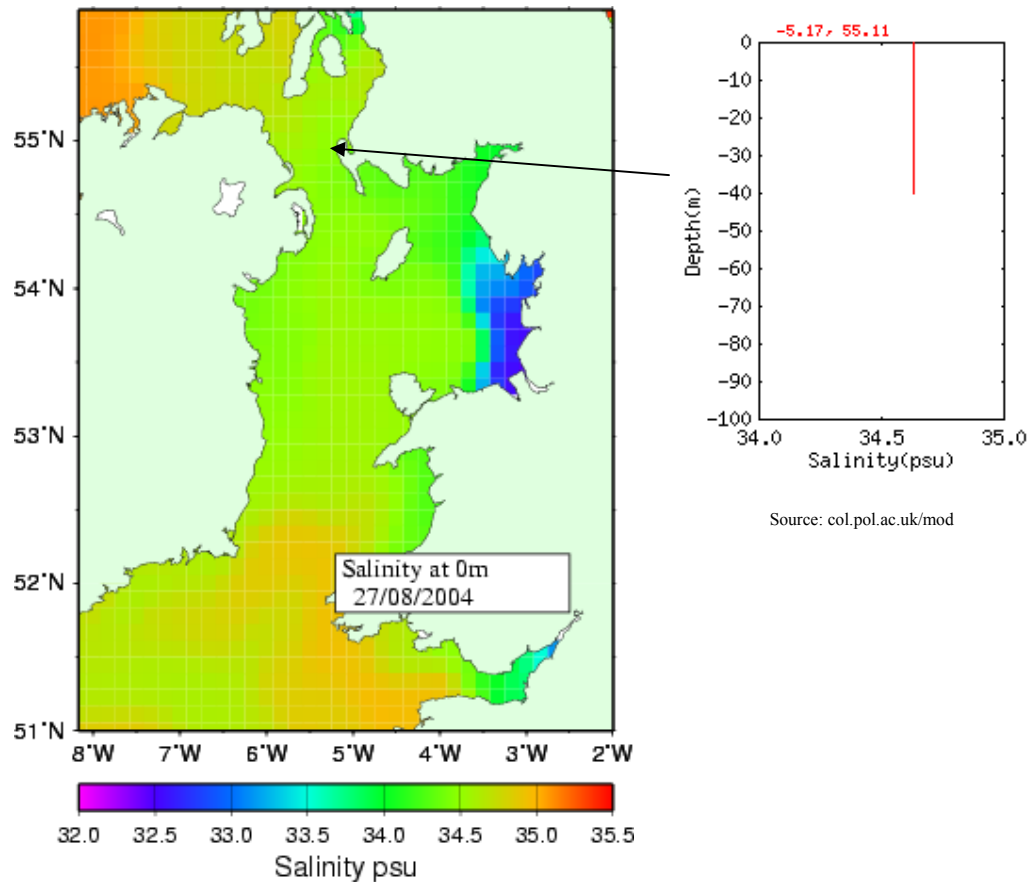 55°N
54°N
53°N
52°N
51°N
8°W 7°W 6°W 5°W 4°W 3°W 2°W
Salinity at 0m
27/08/2004
32.0 32.5 33.0 33.5 34.0 34.5 35.0 35.5
Salinity psu
-5.17, 55.11
0
-10
-20
-30
-40
-50
-60
-70
-80
-90
-100
Depth(m)
34.0 34.5 35.0
Salinity(psu)
Source: col.pol.ac.uk/mod